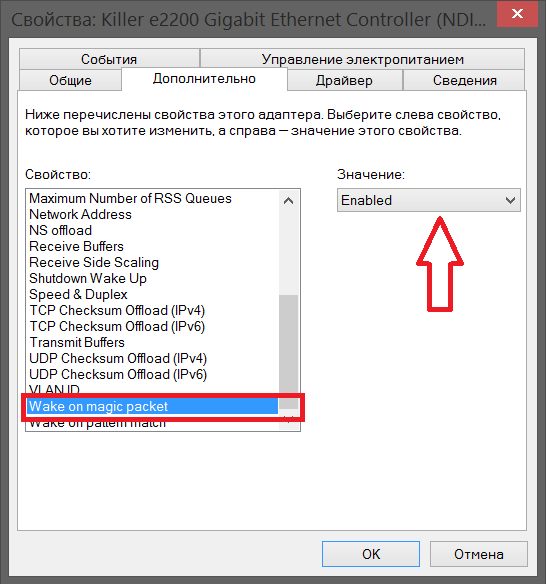 Свойства: Killer e2200 Gigabit Ethernet Controller (NDI...
События
Управление электропитанием
Общие
Дополнительно
Драйвер
Сведения
Ниже перечислены свойства этого адаптера. Выберите слева свойство,
которое вы хотите изменить, а справа – значение этого свойства.
Свойство:
Значение:
Maximum Number of RSS Queues
Network Address
NS offload
Receive Buffers
Receive Side Scaling
Shutdown Wake Up
Speed & Duplex
TCP Checksum Offload (IPv4)
TCP Checksum Offload (IPv6)
Transmit Buffers
UDP Checksum Offload (IPv4)
UDP Checksum Offload (IPv6)
VLAN ID
Wake on magic packet
Wake on pattern match
Enabled
OK
Отмена